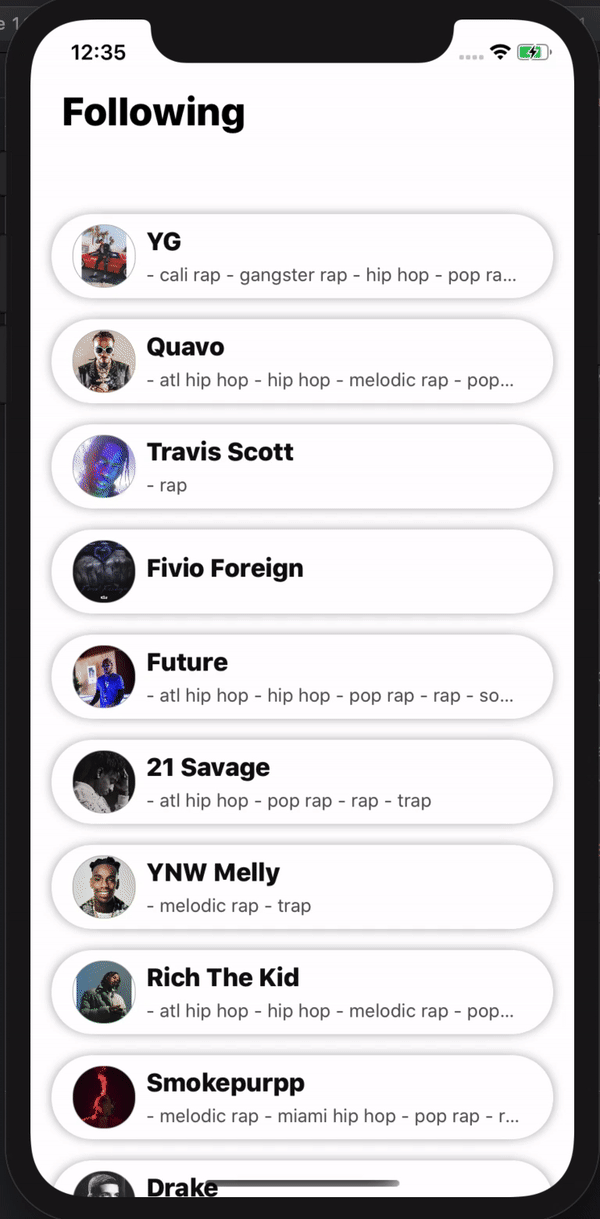 12:35
Following
YG
- cali rap - gangster rap - hip hop - pop ra...
Quavo
- atl hip hop - hip hop - melodic rap - pop...
Travis Scott
- rap
Fivio Foreign
Future
- atl hip hop - hip hop - pop rap - rap - so...
21 Savage
- atl hip hop - pop rap - rap - trap
YNW Melly
- melodic rap - trap
Rich The Kid
- atl hip hop - hip hop - melodic rap - pop...
Smokepurpp
- melodic rap - miami hip hop - pop rap - r...
Drake